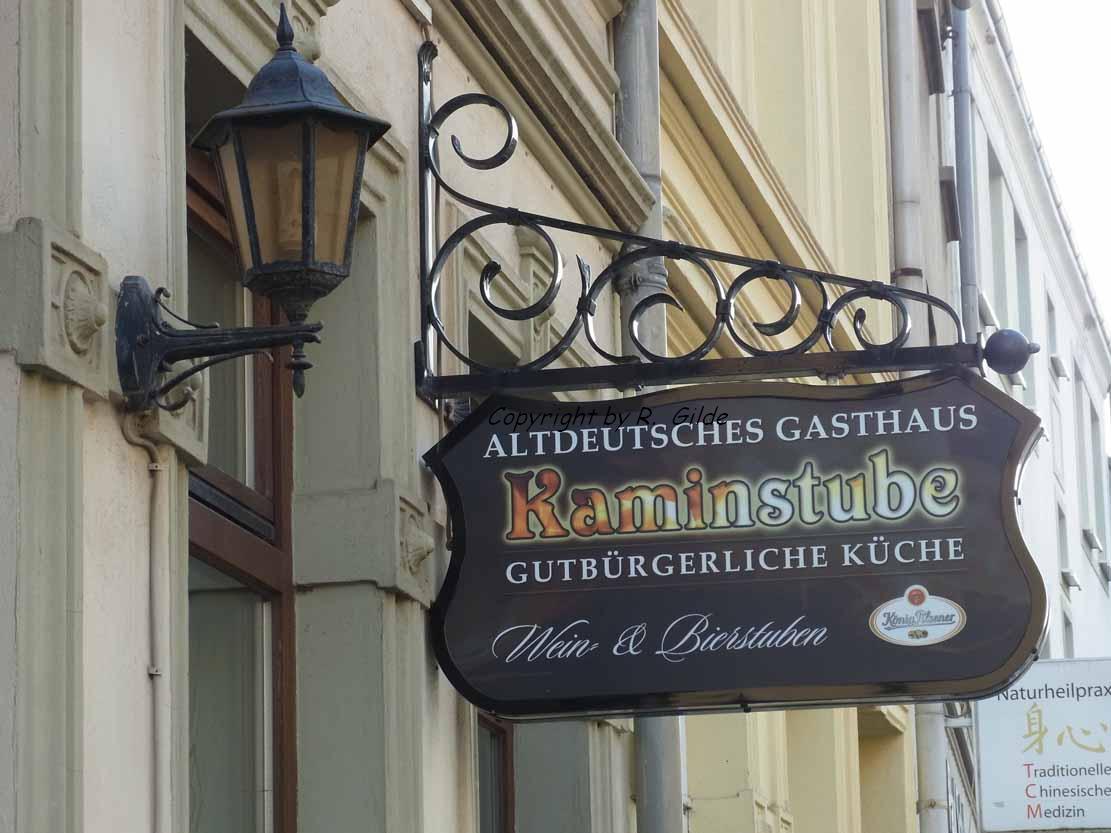 Copyright by R. Gilde
ALTDEUTSCHES GASTHAUS
Kaminstube
GUTBÜRGERLICHE KÜCHE
Wein- & Bierstuben
König Pilsener
Naturheilprax
身心
Traditionelle
Chinesische
Medizin